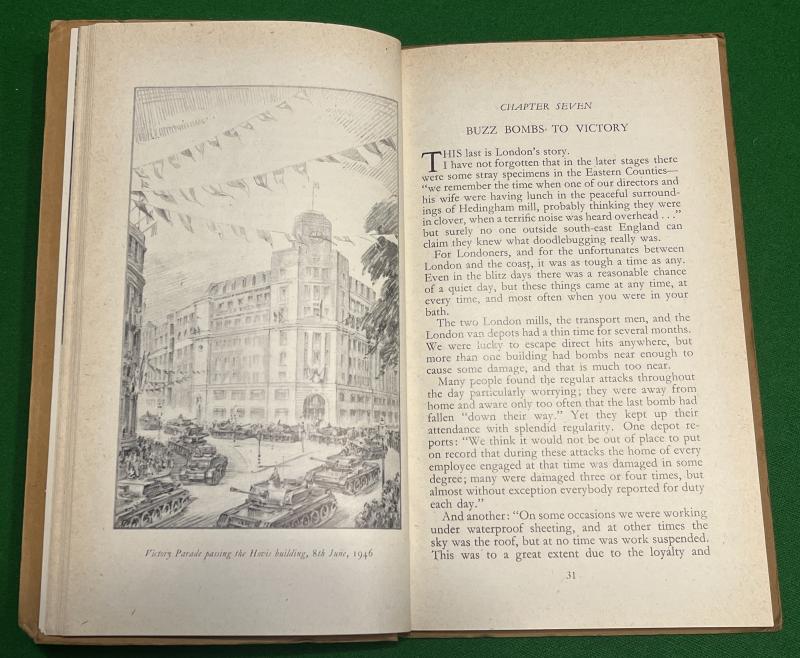 Victory Parade passing the Hovis building, 8th June, 1946
CHAPTER SEVEN
BUZZ BOMBS TO VICTORY
THIS last is London's story.
I have not forgotten that in the later stages there
were some stray specimens in the Eastern Counties—
"we remember the time when one of our directors and
his wife were having lunch in the peaceful surround-
ings of Hedingham mill, probably thinking they were
in clover, when a terrific noise was heard overhead . . ."
but surely no one outside south-east England can
claim they knew what doodlebugging really was.
For Londoners, and for the unfortunates between
London and the coast, it was as tough a time as any.
Even in the blitz days there was a reasonable chance
of a quiet day, but these things came at any time, at
every time, and most often when you were in your
bath.
The two London mills, the transport men, and the
London van depots had a thin time for several months.
We were lucky to escape direct hits anywhere, but
more than one building had bombs near enough to
cause some damage, and that is much too near.
Many people found the regular attacks throughout
the day particularly worrying; they were away from
home and aware only too often that the last bomb had
fallen "down their way." Yet they kept up their
attendance with splendid regularity. One depot re-
ports: "We think it would not be out of place to put
on record that during these attacks the home of every
employee engaged at that time was damaged in some
degree; many were damaged three or four times, but
almost without exception everybody reported for duty
each day."
And another: "On some occasions we were working
under waterproof sheeting, and at other times the
sky was the roof, but at no time was work suspended.
This was to a great extent due to the loyalty and
31